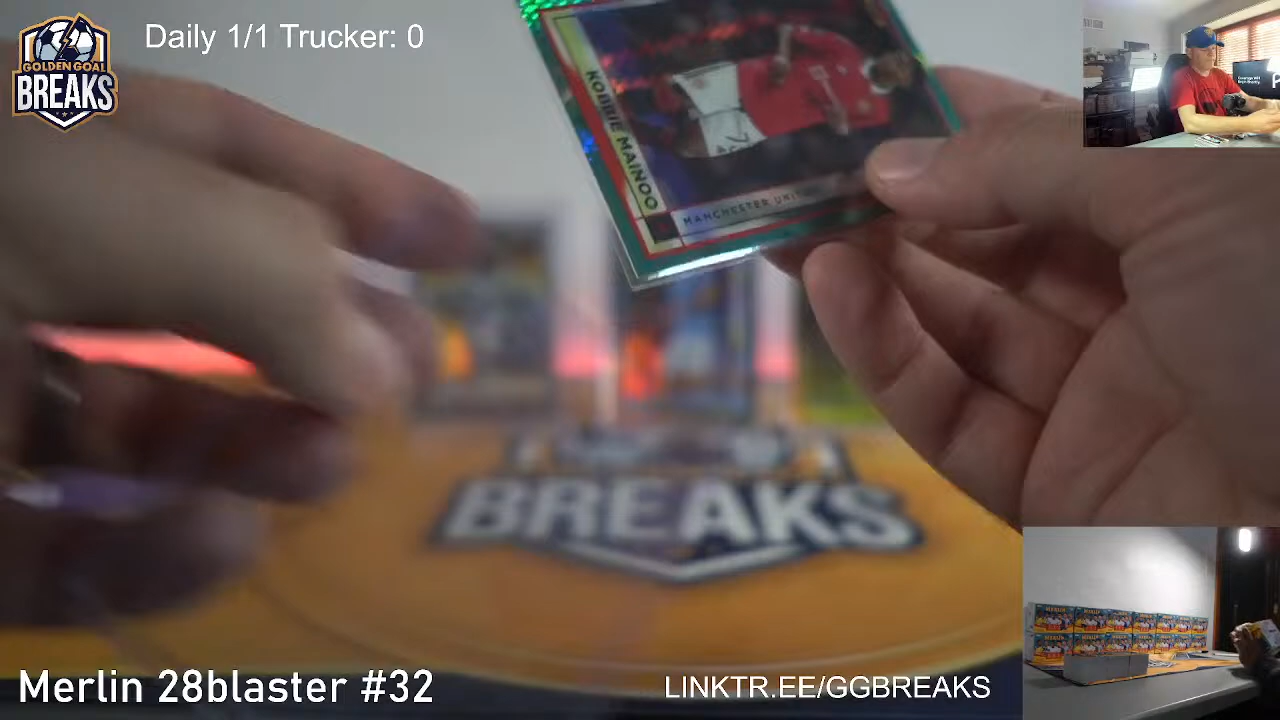 GOLDEN GOAL
BREAKS
Daily 1/1 Trucker: 0
KOBBIE MAINOO
MANCHESTER UNI
BREAKS
Merlin 28blaster #32
LINKTR.EE/GGBREAKS
MERLIN